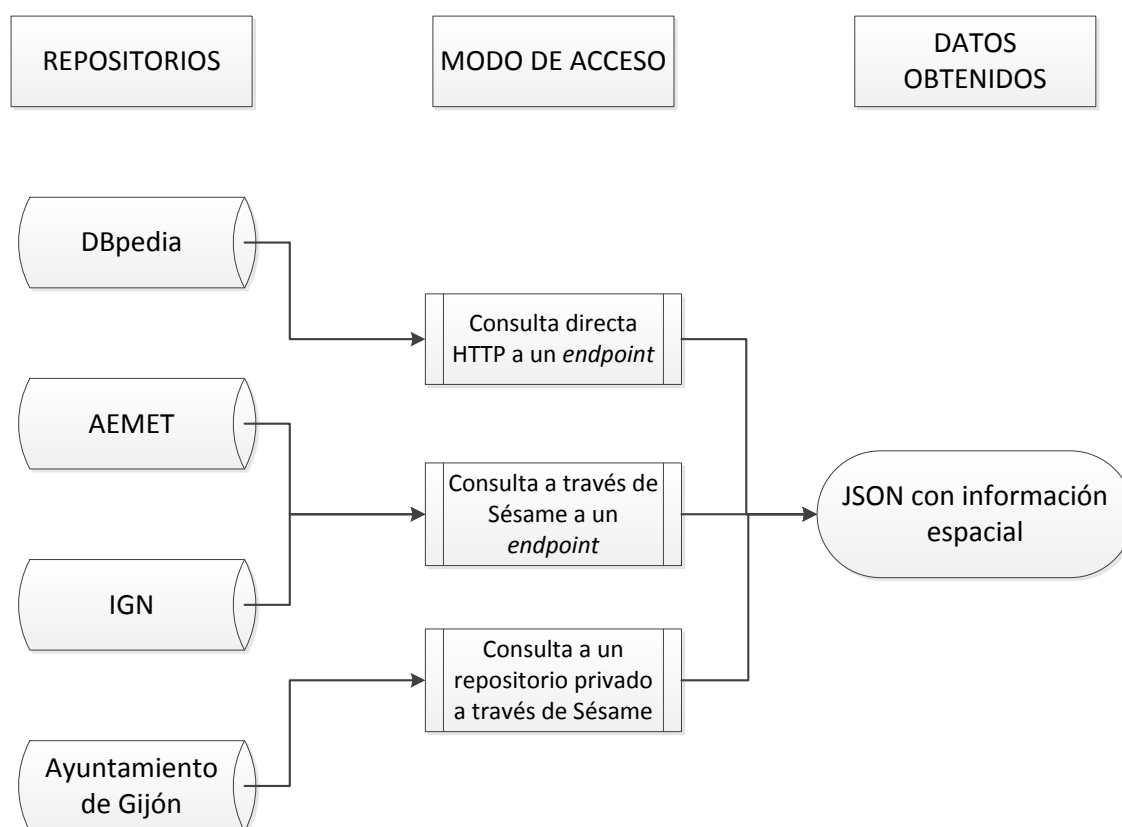 REPOSITORIOS
MODO DE ACCESO
DATOS
OBTENIDOS
DBpedia
Consulta directa
HTTP a un endpoint
AEMET
Consulta a través de
Sésame a un
endpoint
JSON con información
espacial
IGN
Consulta a un
repositorio privado
a través de Sésame
Ayuntamiento
de Gijón